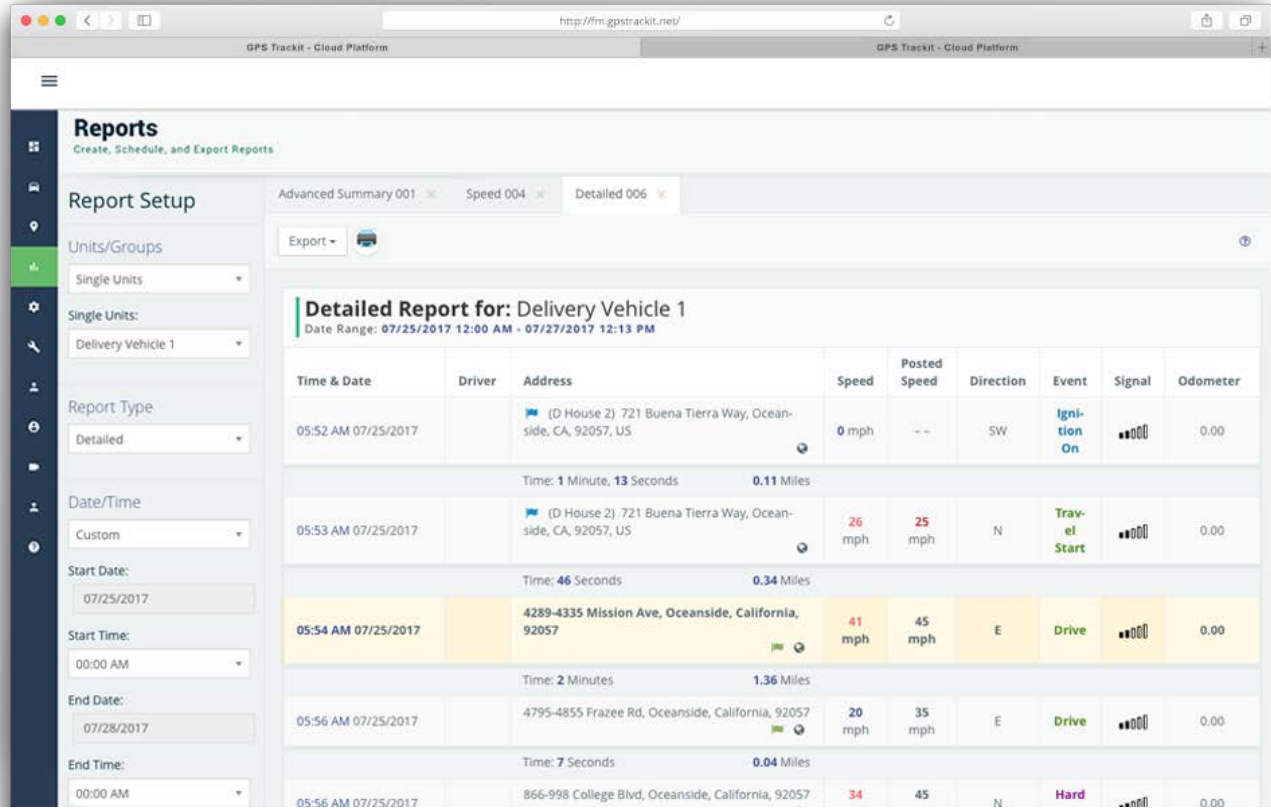 http://fm.gpstrackit.net/
GPS Trackit - Cloud Platform
GPS Trackit - Cloud Platform
Reports
Create, Schedule, and Export Reports
Report Setup
Units/Groups
Single Units
Single Units:
Delivery Vehicle 1
Report Type
Detailed
Date/Time
Custom
Start Date:
07/25/2017
Start Time:
00:00 AM
End Date:
07/28/2017
End Time:
00:00 AM
Advanced Summary 001
Speed 004
Detailed 006
Export
Detailed Report for: Delivery Vehicle 1
Date Range: 07/25/2017 12:00 AM - 07/27/2017 12:13 PM
Time & Date Driver Address Speed Posted Speed Direction Event Signal Odometer
05:52 AM 07/25/2017
(D House 2) 721 Buena Tierra Way, Ocean-
side, CA, 92057, US
0 mph
- -
SW
Igni-
tion
On
0.00
Time: 1 Minute, 13 Seconds 0.11 Miles
05:53 AM 07/25/2017
(D House 2) 721 Buena Tierra Way, Ocean-
side, CA, 92057, US
26
mph
25
mph
N
Trav-
el
Start
0.00
Time: 46 Seconds 0.34 Miles
05:54 AM 07/25/2017
4289-4335 Mission Ave, Oceanside, California,
92057
41
mph
45
mph
E
Drive
0.00
Time: 2 Minutes 1.36 Miles
05:56 AM 07/25/2017
4795-4855 Frazee Rd, Oceanside, California, 92057
20
mph
35
mph
E
Drive
0.00
Time: 7 Seconds 0.04 Miles
05:56 AM 07/25/2017
866-998 College Blvd, Oceanside, California, 92057
34
45
N
Hard
0.00